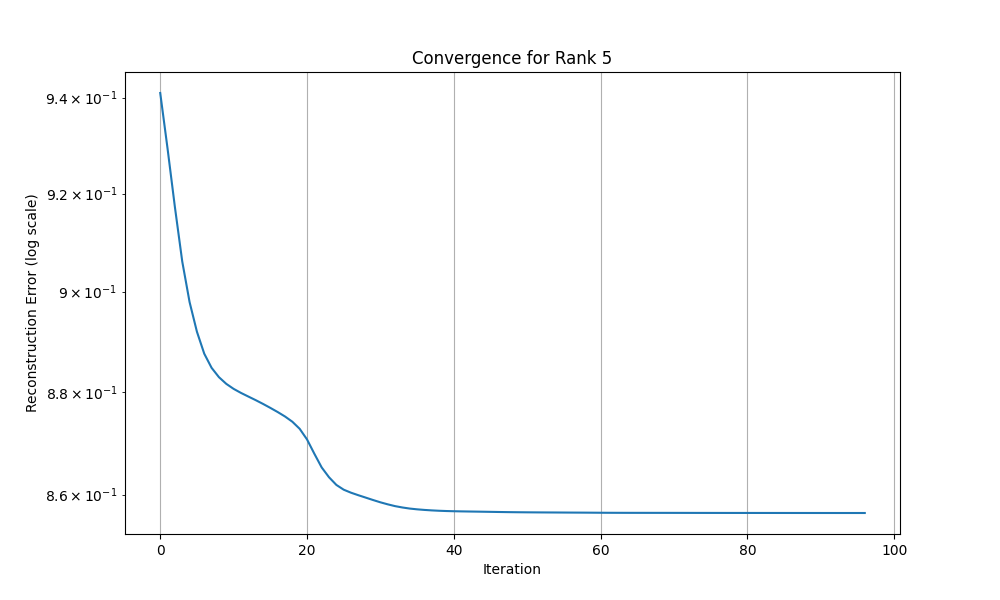 Convergence for Rank 5
Reconstruction Error (log scale)
9.4 × 10⁻¹
9.2 × 10⁻¹
9 × 10⁻¹
8.8 × 10⁻¹
8.6 × 10⁻¹
0 20 40 60 80 100
Iteration